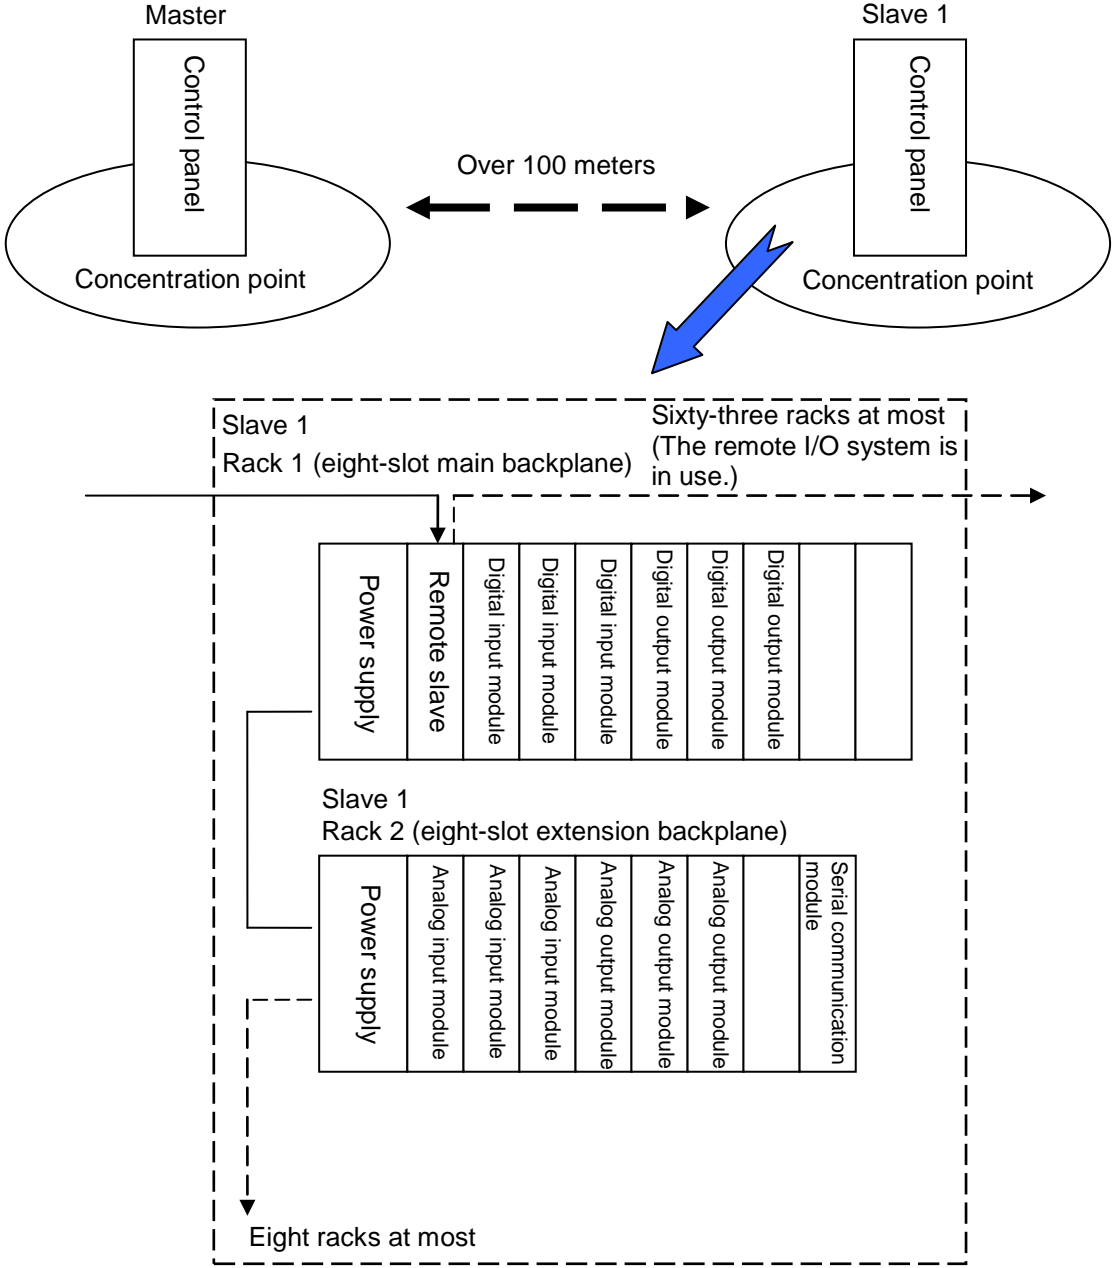 Master
Slave 1
Control panel
Control panel
Over 100 meters
Concentration point
Concentration point
Slave 1
Rack 1 (eight-slot main backplane)
Sixty-three racks at most
(The remote I/O system is
in use.)
Power supply
Remote slave
Digital input module
Digital input module
Digital input module
Digital output module
Digital output module
Digital output module
Slave 1
Rack 2 (eight-slot extension backplane)
Power supply
Analog input module
Analog input module
Analog input module
Analog output module
Analog output module
Analog output module
Serial communication
module
Eight racks at most